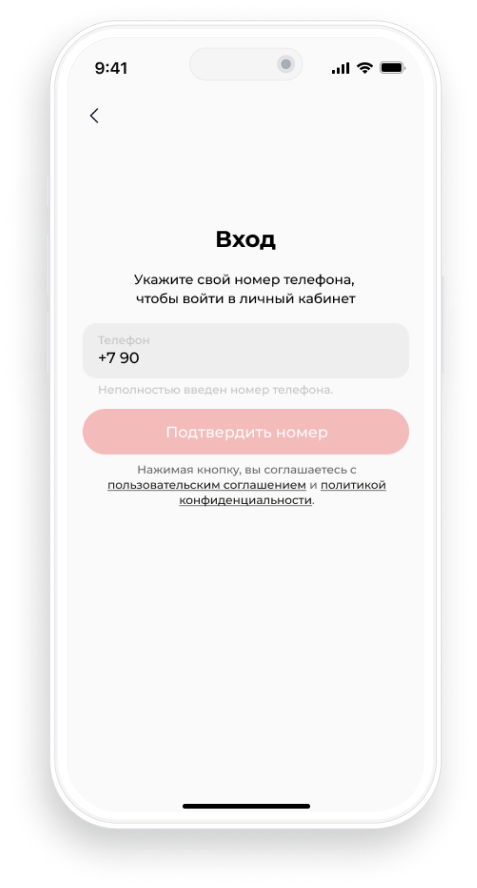 9:41
Вход
Укажите свой номер телефона,
чтобы войти в личный кабинет
Телефон
+7 90
Неполностью введен номер телефона.
Подтвердить номер
Нажимая кнопку, вы соглашаетесь с
пользовательским соглашением и политикой
конфиденциальности.